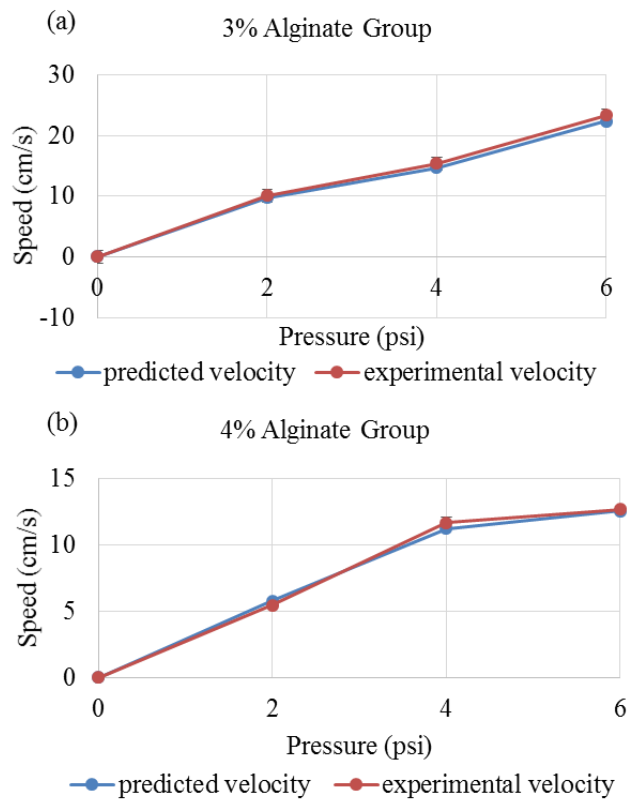 (a)
3% Alginate Group
30
20
10
0
-10
0 2 4 6
Speed (cm/s)
Pressure (psi)
predicted velocity experimental velocity
(b)
4% Alginate Group
15
10
5
0
0 2 4 6
Speed (cm/s)
Pressure (psi)
predicted velocity experimental velocity